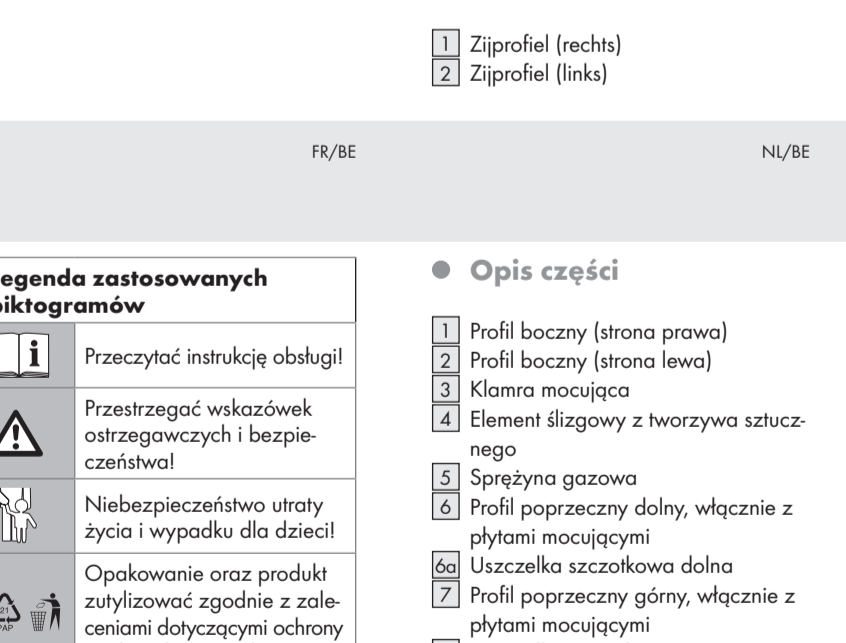 1 Zijprofiel (rechts)
2 Zijprofiel (links)
FR/BE
NL/BE
zastosowanych
piktogramów
Przeczytać instrukcję obsługi!
Przestrzegać wskazówek
ostrzegawczych i bezpie-
czeństwa!
Niebezpieczeństwo utraty
życia i wypadku dla dzieci!
21
PAP
Opakowanie oraz produkt
zutylizować zgodnie z zale-
ceniami dotyczącymi ochrony
Opis części
1 Profil boczny (strona prawa)
2 Profil boczny (strona lewa)
3 Klamra mocująca
4 Element ślizgowy z tworzywa sztucz-
nego
5 Sprężyna gazowa
6 Profil poprzeczny dolny, włącznie z
płytami mocującymi
6a Uszczelka szczotkowa dolna
7 Profil poprzeczny górny, włącznie z
płytami mocującymi